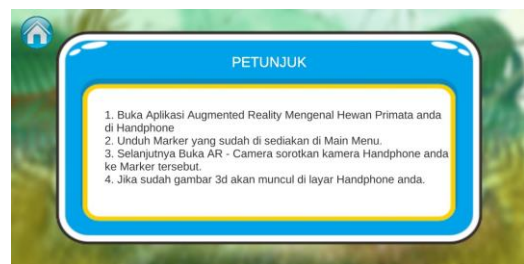 PETUNJUK
1. Buka Aplikasi Augmented Reality Mengenal Hewan Primata anda
di Handphone
2. Unduh Marker yang sudah di sediakan di Main Menu.
3. Selanjutnya Buka AR - Camera sorotkan kamera Handphone anda
ke Marker tersebut.
4. Jika sudah gambar 3d akan muncul di layar Handphone anda.